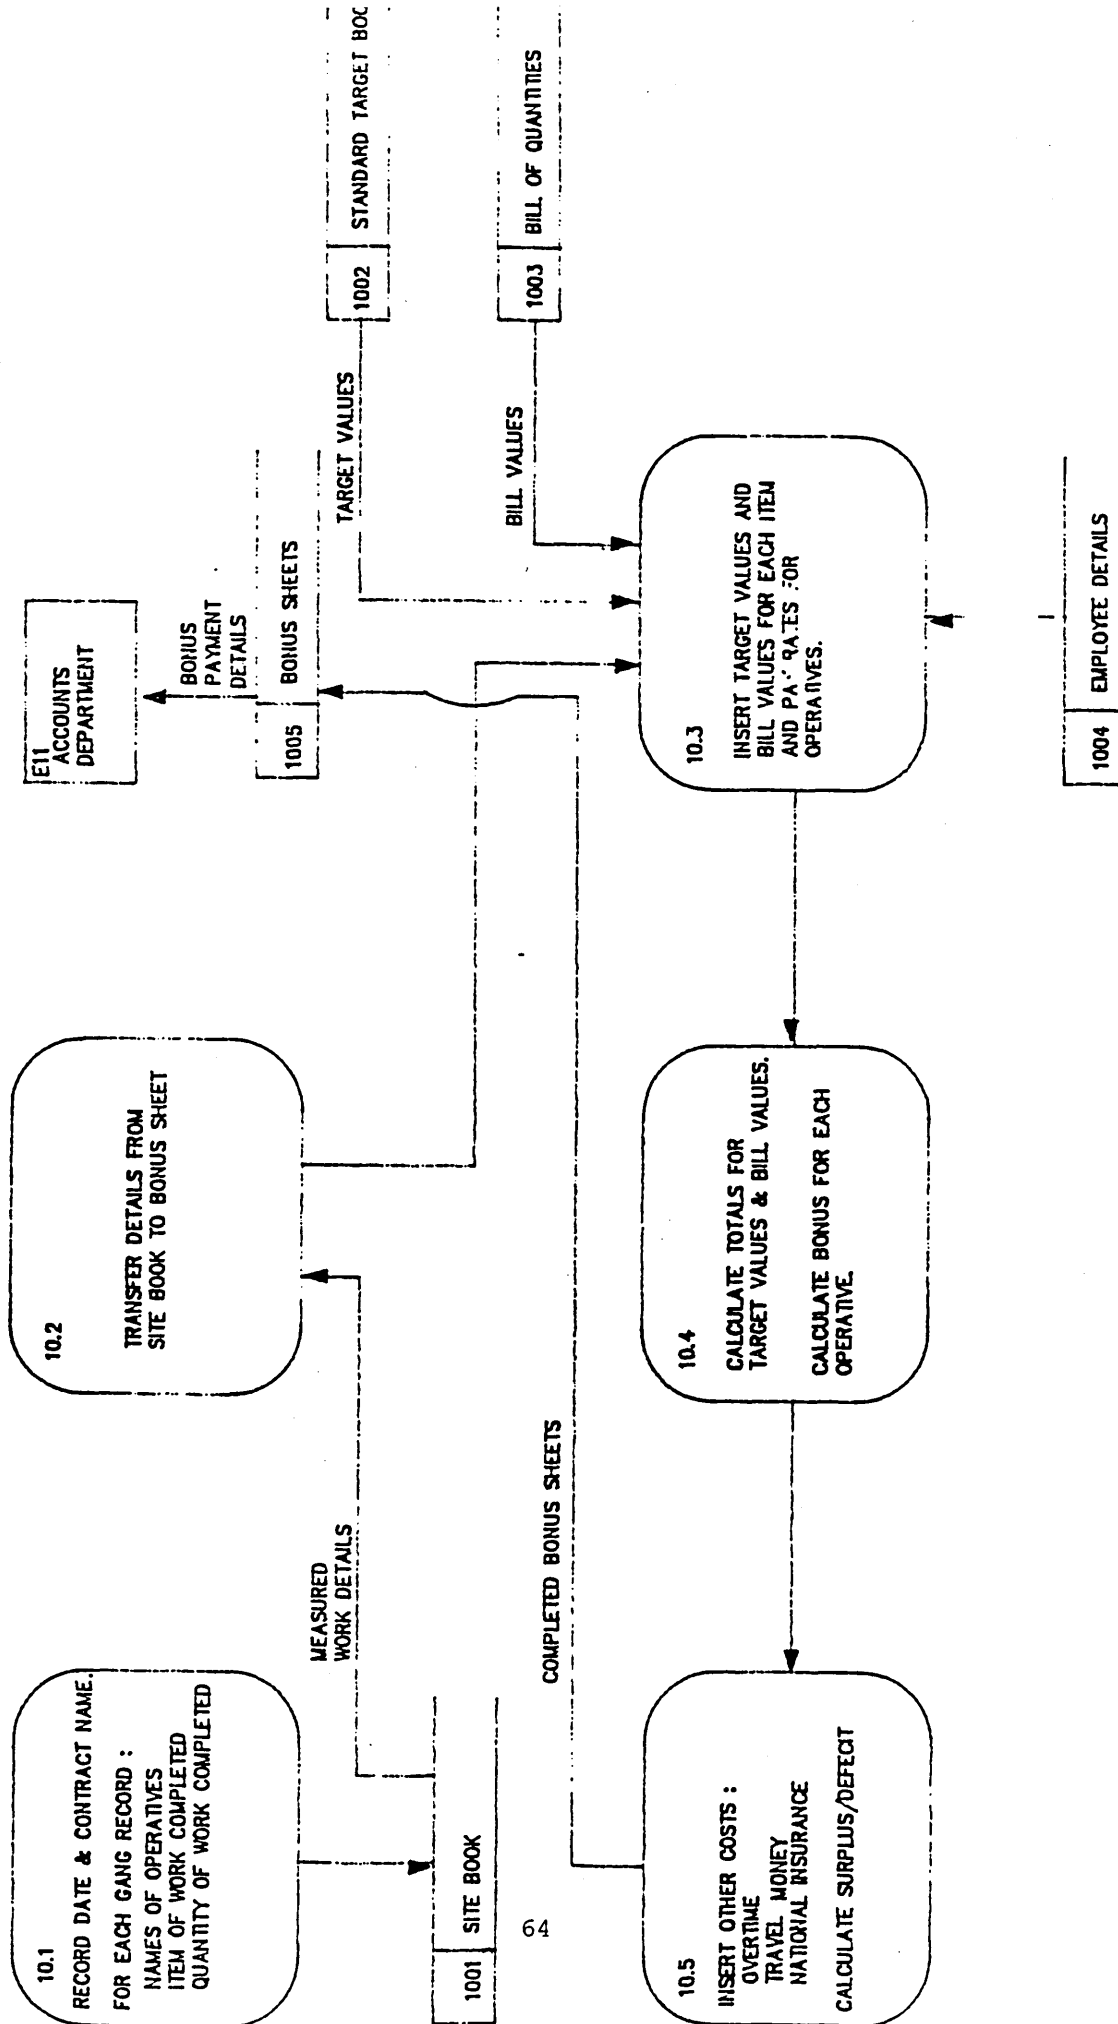 10.1
RECORD DATE & CONTRACT NAME.
FOR EACH GANG RECORD :
NAMES OF OPERATIVES
ITEM OF WORK COMPLETED
QUANTITY OF WORK COMPLETED
1001 SITE BOOK
MEASURED
WORK DETAILS
10.2
TRANSFER DETAILS FROM
SITE BOOK TO BONUS SHEET
E11
ACCOUNTS
DEPARTMENT
BONUS
PAYMENT
DETAILS
1005 BONUS SHEETS
TARGET VALUES
1002 STANDARD TARGET
BILL VALUES
1003 BILL OF QUANTITIES
COMPLETED BONUS SHEETS
10.3
INSERT TARGET VALUES AND
BILL VALUES FOR EACH ITEM
AND RATES FOR
OPERATIVES.
1004 EMPLOYEE DETAILS
10.4
CALCULATE TOTALS FOR
TARGET VALUES & BILL VALUES.
CALCULATE BONUS FOR EACH
OPERATIVE.
10.5
INSERT OTHER COSTS :
OVERTIME
TRAVEL MONEY
NATIONAL INSURANCE
CALCULATE SURPLUS/DEFECIT
64